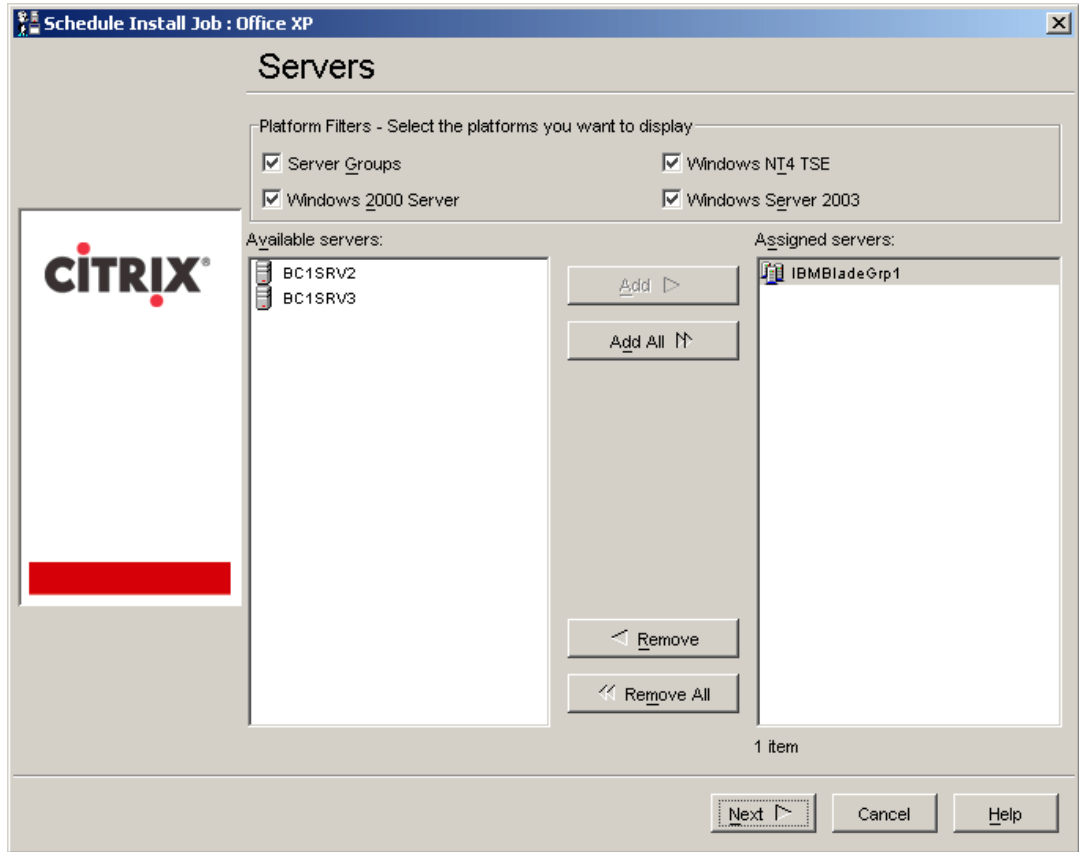 Schedule Install Job : Office XP
Servers
Platform Filters - Select the platforms you want to display
Server Groups
Windows NT4 TSE
Windows 2000 Server
Windows Server 2003
CITRIX®
Available servers:
Assigned servers:
BC1SRV2
BC1SRV3
Add
Add All
IBMBladeGrp1
Remove
Remove All
1 item
Next
Cancel
Help